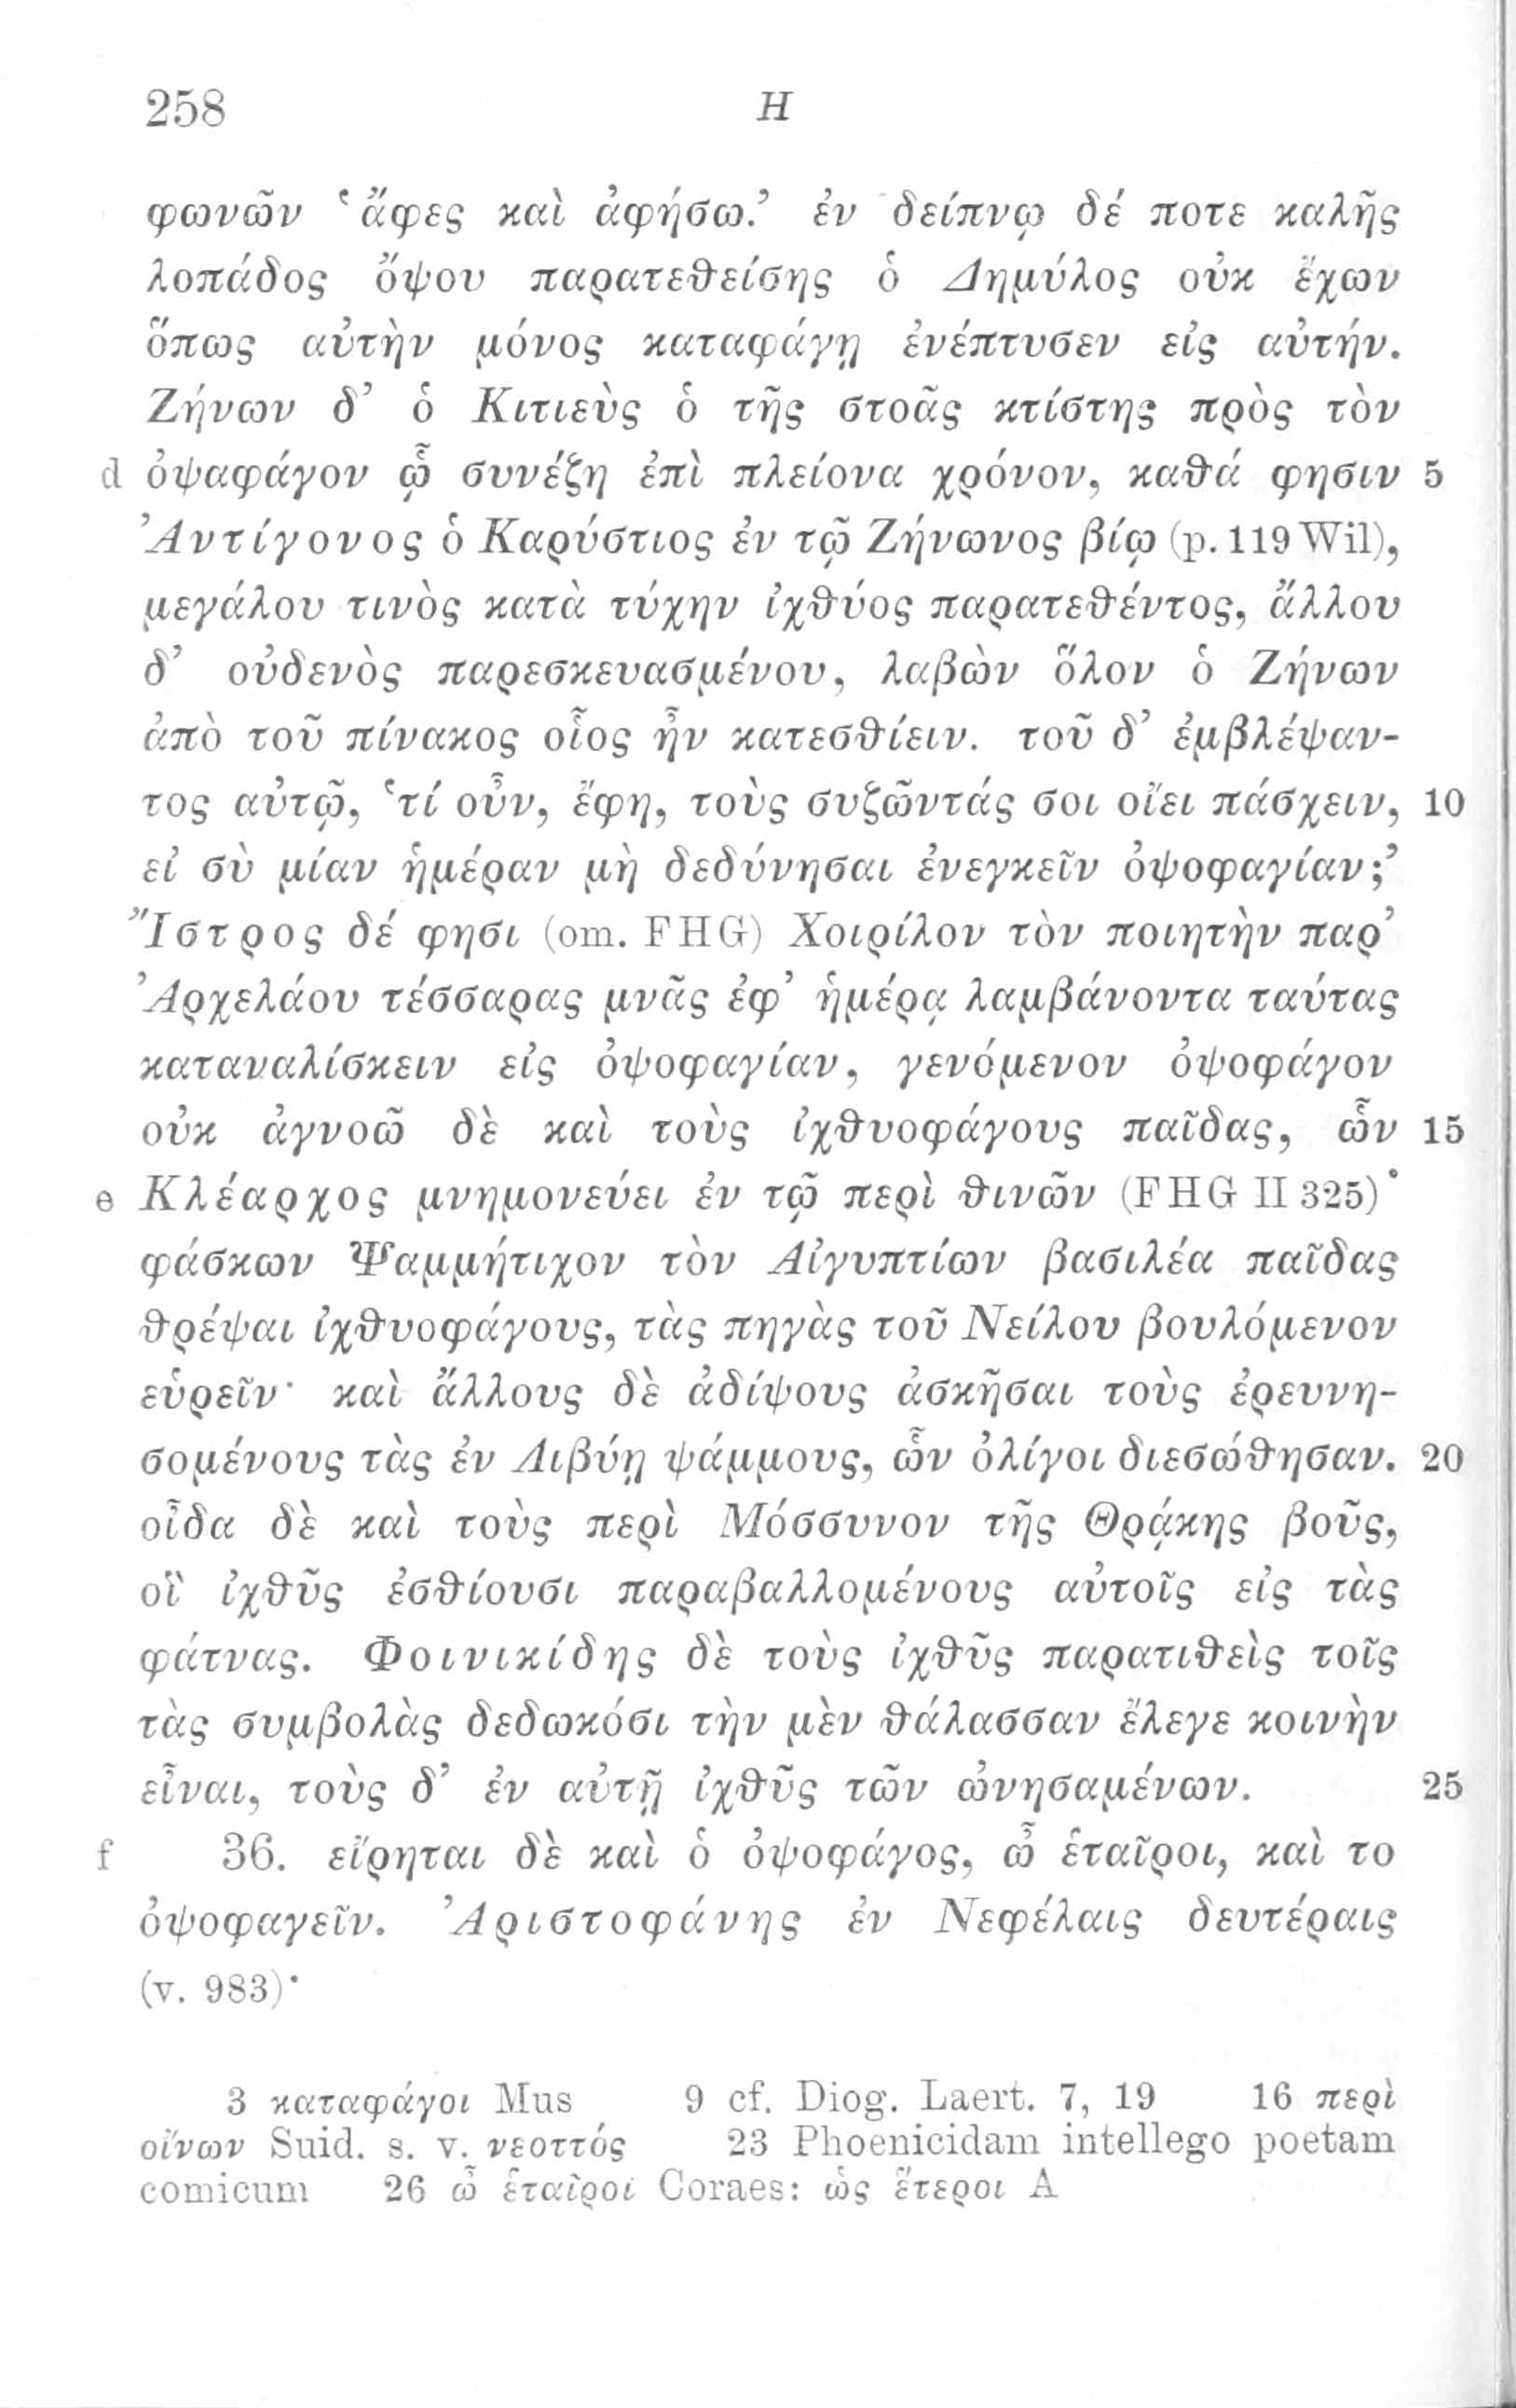 258 H
φωνῶν ‘ἄφες καὶ ἀφήσω.’ ἐν δείπνῳ δέ ποτε καλῆς
λοπάδος ὄψου παρατεθείσης ὁ Δημύλος οὐκ ἔχων
ὅπως αὐτὴν μόνος καταφάγῃ ἐνέπτυσεν εἰς αὐτήν.
Ζήνων δ’ ὁ Κιτιεὺς ὁ τῆς στοᾶς κτίστης πρὸς τὸν
d ὀψαφάγον ᾧ συνέζη ἐπὶ πλείονα χρόνον, καθά φησιν 5
Ἀντίγονος ὁ Καρύστιος ἐν τῷ Ζήνωνος βίῳ (p. 119 Wil),
μεγάλου τινὸς κατὰ τύχην ἰχθύος παρατεθέντος, ἄλλου
δ’ οὐδενὸς παρεσκευασμένου, λαβὼν ὅλον ὁ Ζήνων
ἀπὸ τοῦ πίνακος οἷος ἦν κατεσθίειν. τοῦ δ’ ἐμβλέψαν-
τος αὐτῷ, ‘τί οὖν, ἔφη, τοὺς συζῶντάς σοι οἴει πάσχειν, 10
εἰ σὺ μίαν ἡμέραν μὴ δεδύνησαι ἐνεγκεῖν ὀψοφαγίαν;’
Ἴστρος δέ φησι (om. FHG) Χοιρίλον τὸν ποιητὴν παρ’
Ἀρχελάου τέσσαρας μνᾶς ἐφ’ ἡμέρᾳ λαμβάνοντα ταύτας
καταναλίσκειν εἰς ὀψοφαγίαν, γενόμενον ὀψοφάγον
οὐκ ἀγνοῶ δὲ καὶ τοὺς ἰχθυοφάγους παῖδας, ὧν 15
e Κλέαρχος μνημονεύει ἐν τῷ περὶ θινῶν (FHG II 325)·
φάσκων Ψαμμήτιχον τὸν Αἰγυπτίων βασιλέα παῖδας
θρέψαι ἰχθυοφάγους, τὰς πηγὰς τοῦ Νείλου βουλόμενον
εὑρεῖν· καὶ ἄλλους δὲ ἀδίψους ἀσκῆσαι τοὺς ἐρευνη-
σομένους τὰς ἐν Λιβύῃ ψάμμους, ὧν ὀλίγοι διεσώθησαν. 20
οἶδα δὲ καὶ τοὺς περὶ Μόσσυνον τῆς Θρᾴκης βοῦς,
οἳ ἰχθῦς ἐσθίουσι παραβαλλομένους αὐτοῖς εἰς τὰς
φάτνας. Φοινικίδης δὲ τοὺς ἰχθῦς παρατιθεὶς τοῖς
τὰς συμβολὰς δεδωκόσι τὴν μὲν θάλασσαν ἔλεγε κοινὴν
εἶναι, τοὺς δ’ ἐν αὐτῇ ἰχθῦς τῶν ὠνησαμένων. 25
f 36. εἴρηται δὲ καὶ ὁ ὀψοφάγος, ὦ ἑταῖροι, καὶ το
ὀψοφαγεῖν. Ἀριστοφάνης ἐν Νεφέλαις δευτέραις
(v. 983)·
3 καταφάγοι Mus 9 cf. Diog. Laert. 7, 19 16 περὶ
οἴνων Suid. s. v. νεοττός 23 Phoenicidam intellego poetam
comicum 26 ὦ ἑταῖροι Coraes: ὡς ἕτεροι A